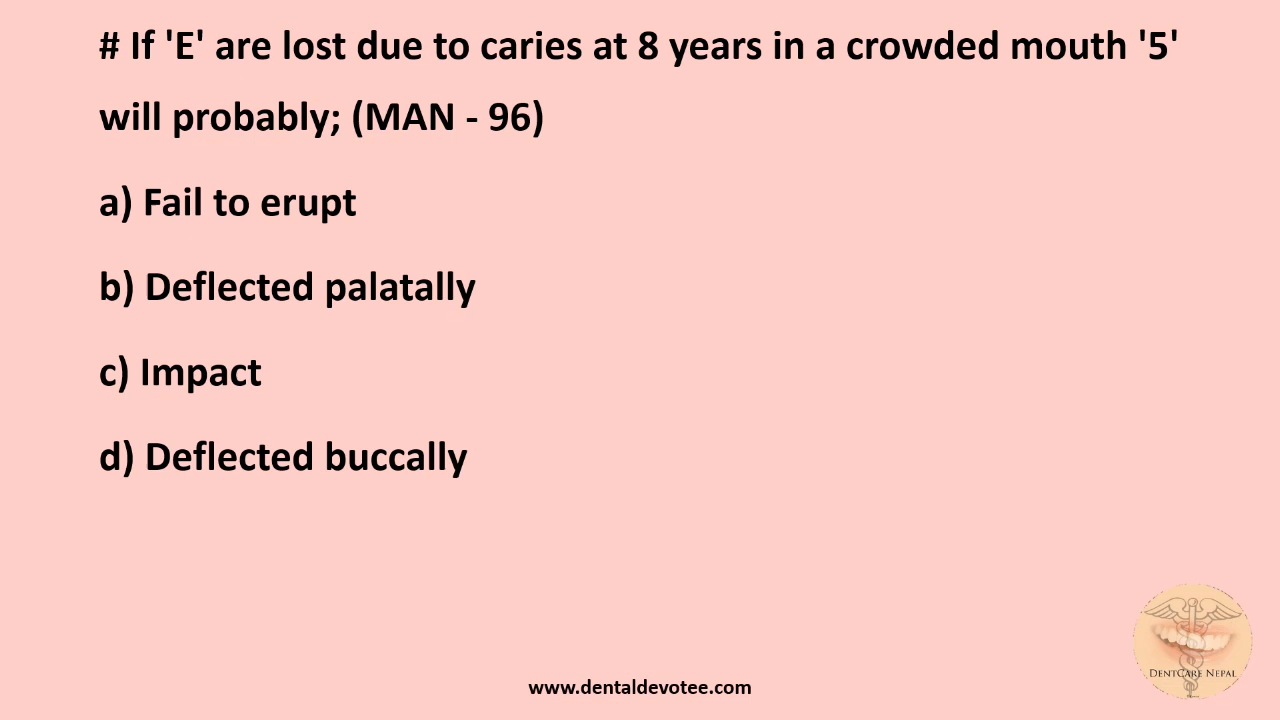 # If 'E' are lost due to caries at 8 years in a crowded mouth '5'
will probably; (MAN - 96)
a) Fail to erupt
b) Deflected palatally
c) Impact
d) Deflected buccally
DENTCARE NEPAL
www.dentaldevotee.com